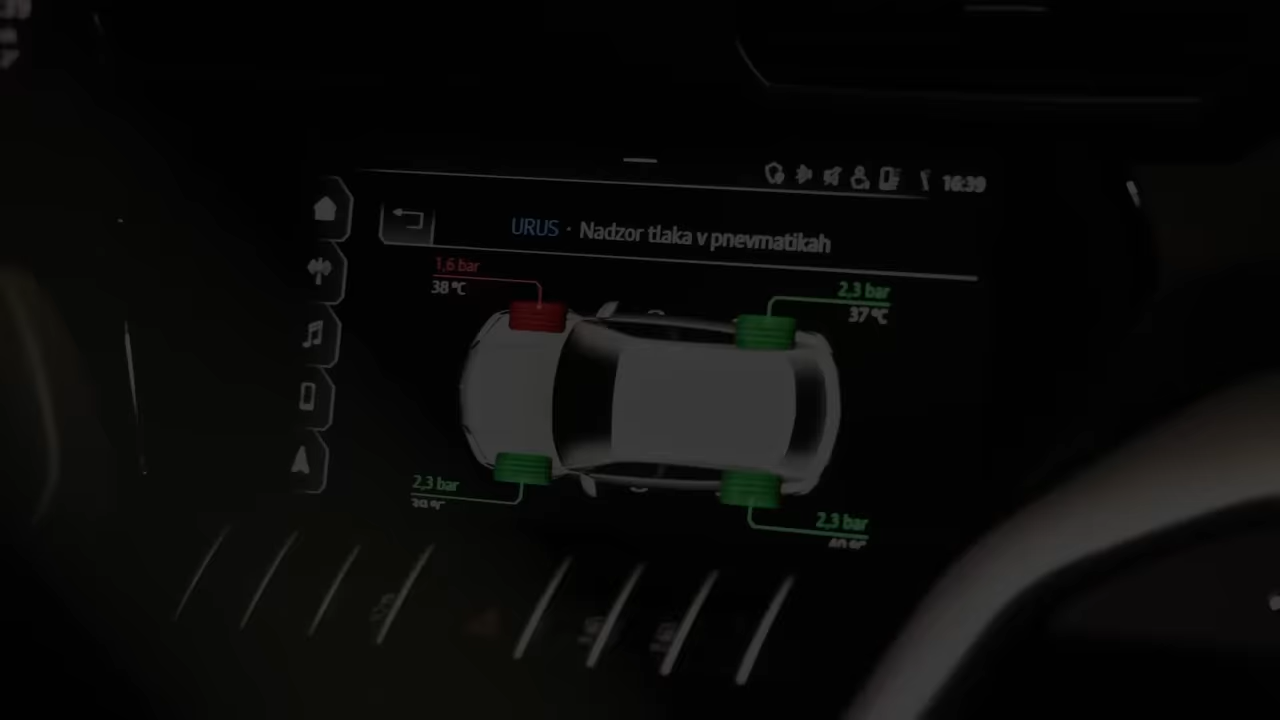 16:39
URUS · Nadzor tlaka v pnevmatikah
1,6 bar
38 °C
2,3 bar
37 °C
2,3 bar
2,3 bar